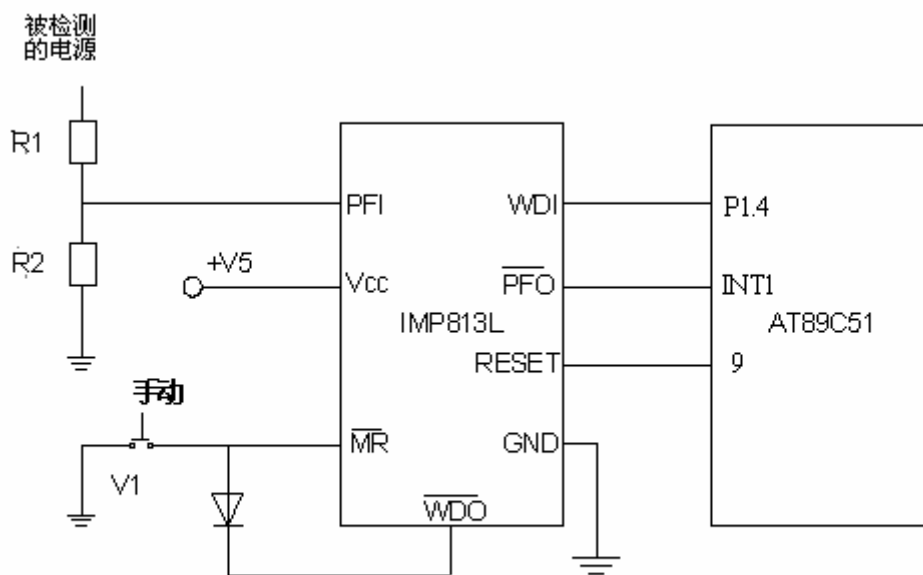 被检测
的电源
R1
PFI
WDI
P1.4
R2
+V5
Vcc
PFO
INT1
IMP813L
AT89C51
RESET
9
手动
MR
GND
V1
WDO